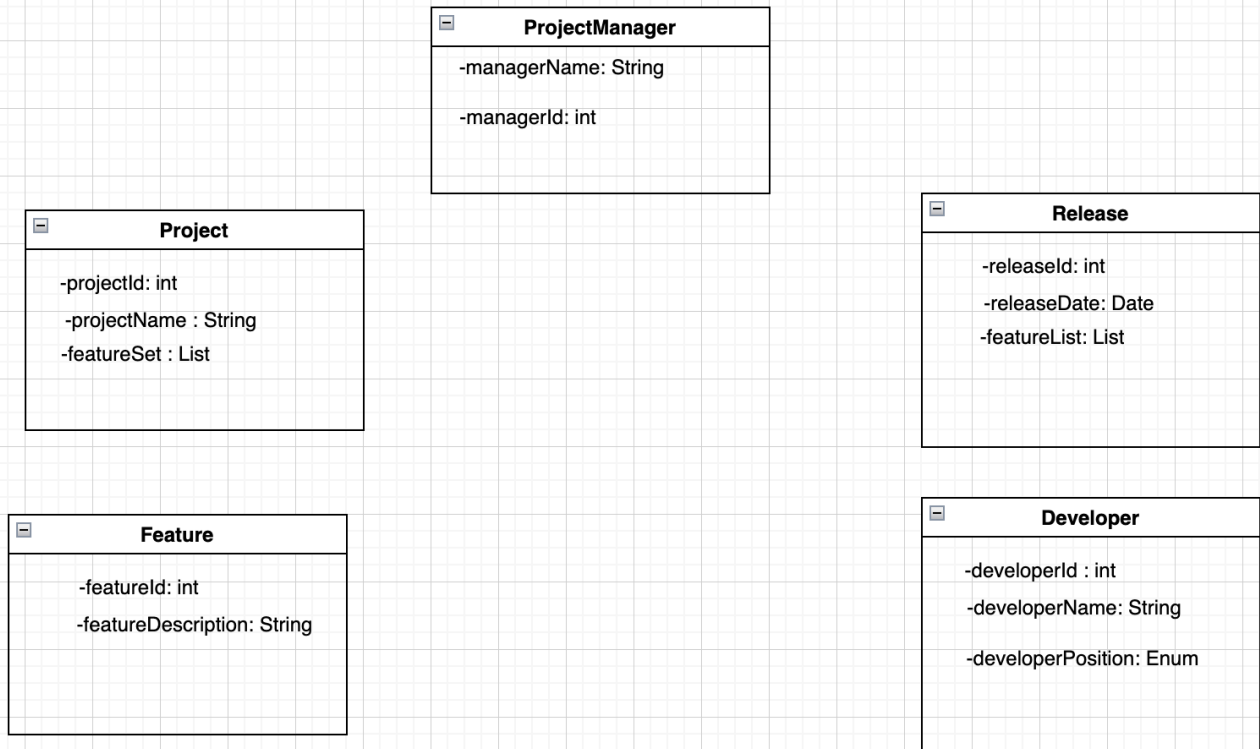 ProjectManager
-managerName: String
-managerId: int
Project
-projectId: int
-projectName : String
-featureSet : List
Release
-releaseId: int
-releaseDate: Date
-featureList: List
Feature
-featureId: int
-featureDescription: String
Developer
-developerId : int
-developerName: String
-developerPosition: Enum